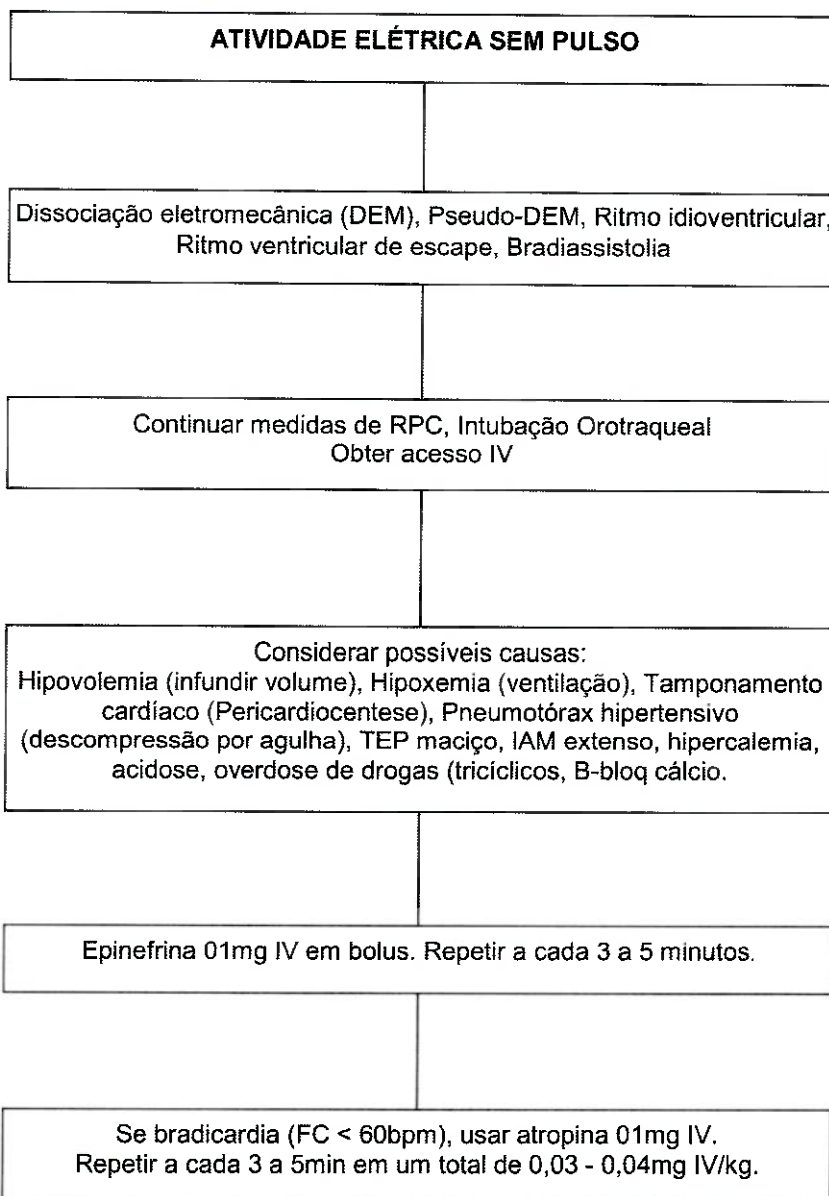 ATIVIDADE ELÉTRICA SEM PULSO
Dissociação eletromecânica (DEM), Pseudo-DEM, Ritmo idioventricular,
Ritmo ventricular de escape, Bradiassistolia
Continuar medidas de RPC, Intubação Orotraqueal
Obter acesso IV
Considerar possíveis causas:
Hipovolemia (infundir volume), Hipoxemia (ventilação), Tamponamento
cardíaco (Pericardiocentese), Pneumotórax hipertensivo
(descompressão por agulha), TEP maciço, IAM extenso, hipercalemia,
acidose, overdose de drogas (tricíclicos, B-bloq cálcio.
Epinefrina 01mg IV em bolus. Repetir a cada 3 a 5 minutos.
Se bradicardia (FC < 60bpm), usar atropina 01mg IV.
Repetir a cada 3 a 5min em um total de 0,03 - 0,04mg IV/kg.